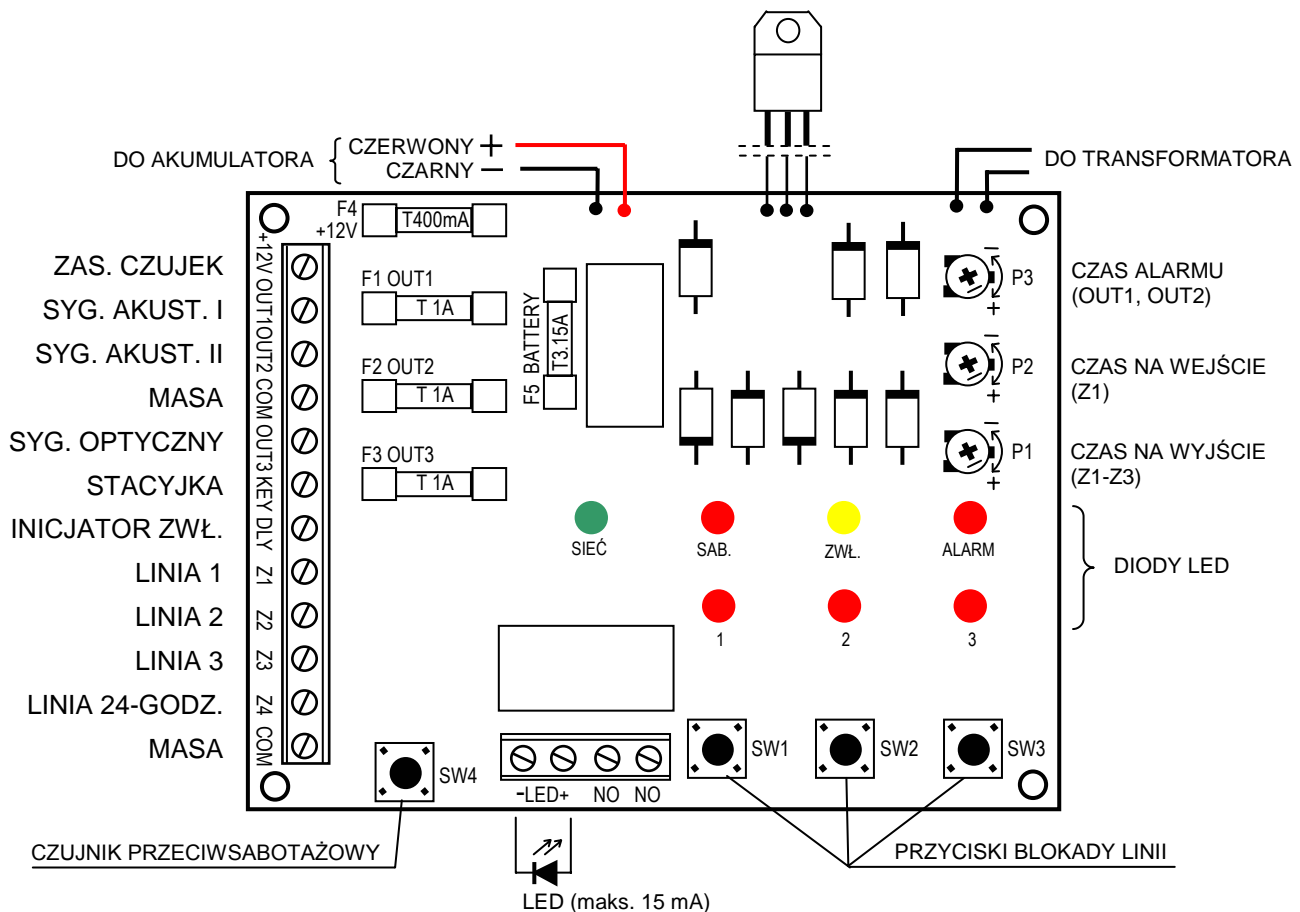 DO AKUMULATORA
CZERWONY +
CZARNY –
DO TRANSFORMATORA
F4
+12V
T400mA
ZAS. CZUJEK
SYG. AKUST. I
SYG. AKUST. II
MASA
SYG. OPTYCZNY
STACYJKA
INICJATOR ZWŁ.
LINIA 1
LINIA 2
LINIA 3
LINIA 24-GODZ.
MASA
+12V OUT1 OUT2 COM OUT3 KEY DLY Z1 Z2 Z3 Z4 COM
F1 OUT1
T 1A
F2 OUT2
T 1A
F3 OUT3
T 1A
F5 BATTERY
T3.15A
– P3 +
CZAS ALARMU
(OUT1, OUT2)
– P2 +
CZAS NA WEJŚCIE
(Z1)
– P1 +
CZAS NA WYJŚCIE
(Z1-Z3)
SIEĆ
SAB.
ZWŁ.
ALARM
DIODY LED
1
2
3
SW4
-LED+ NO NO
SW1
SW2
SW3
CZUJNIK PRZECIWSABOTAŻOWY
PRZYCISKI BLOKADY LINII
LED (maks. 15 mA)